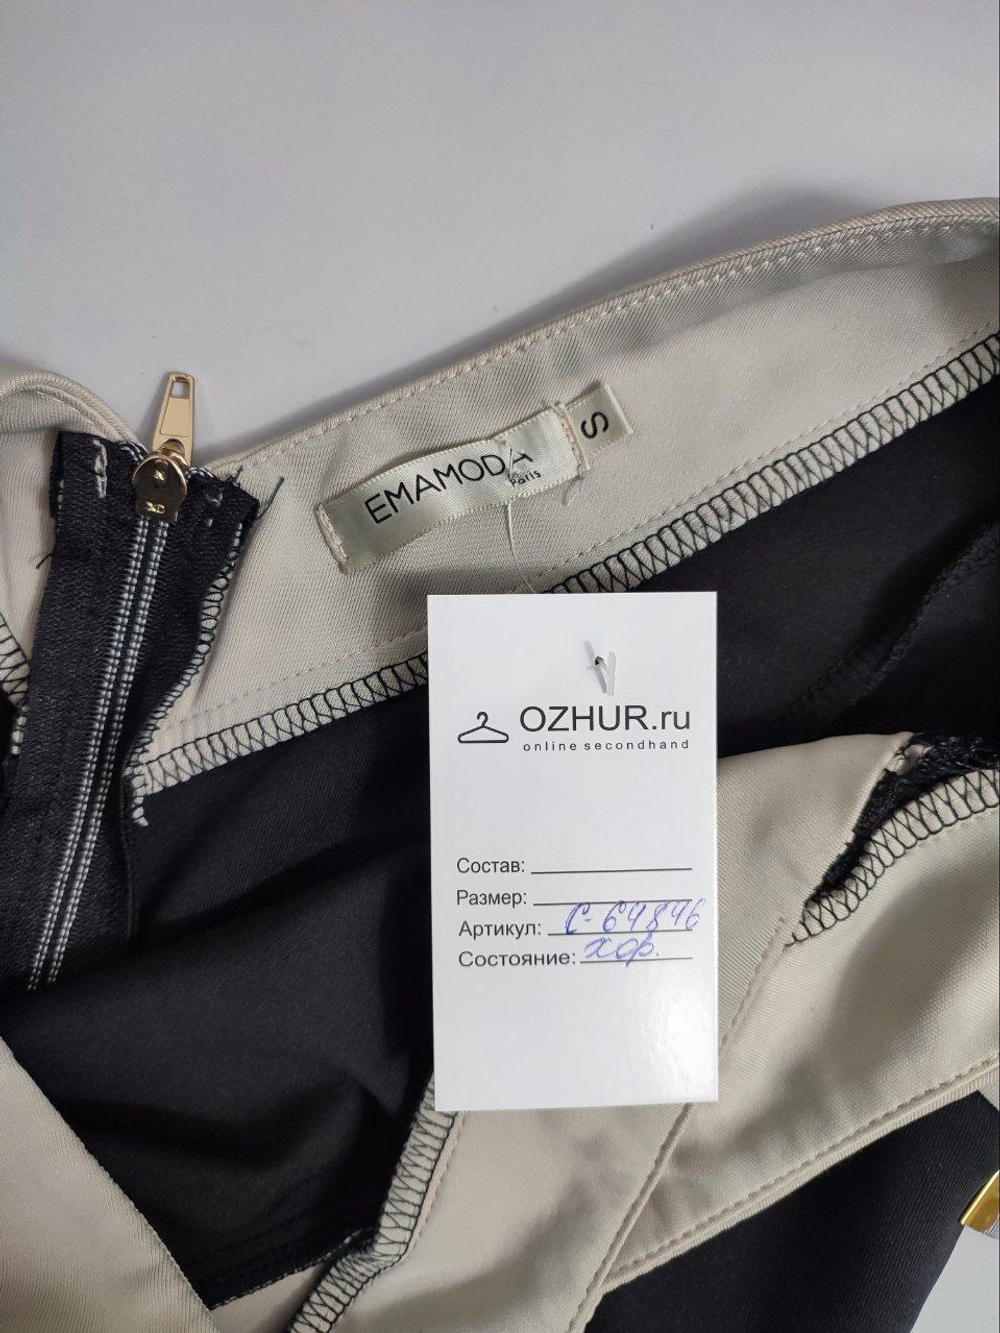 S
EMAMODA
Paris
OZHUR.ru
online secondhand
Состав:
Размер:
Артикул: С-64846
Состояние: хор.